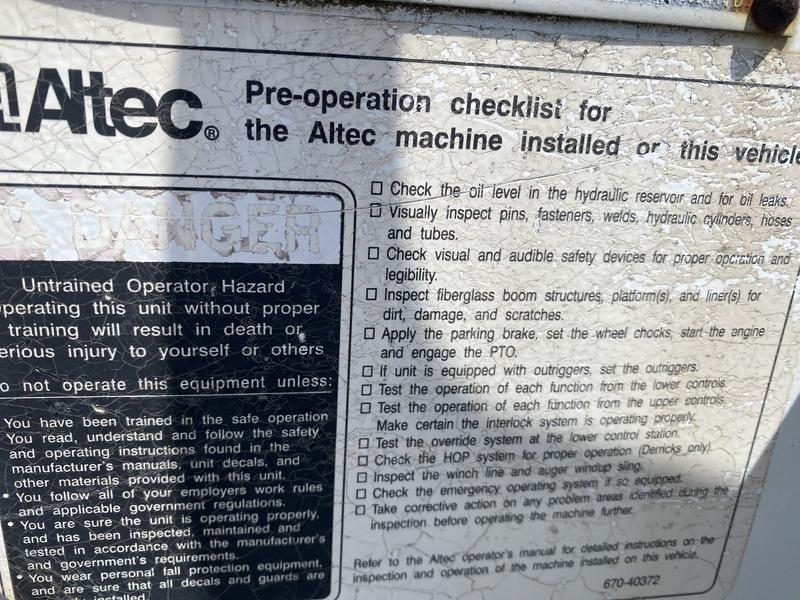 Altec®
Pre-operation checklist for
the Altec machine installed or this vehicle
DANGER
Untrained Operator Hazard
perating this unit without proper
training will result in death or
erious injury to yourself or others
o not operate this equipment unless:
You have been trained in the safe operation
You read, understand and follow the safety
and operating instructions found in the
manufacturer's manuals, unit decals, and
other materials provided with this unit.
• You follow all of your employers work rules
and applicable government regulations.
• You are sure the unit is operating properly,
and has been inspected, maintained and
tested in accordance with the manufacturer's
and government's requirements.
• You wear personal fall protection equipment,
and are sure that all decals and guards are
installed.
☐ Check the oil level in the hydraulic reservoir and for oil leaks.
☐ Visually inspect pins, fasteners, welds, hydraulic cylinders, hoses
and tubes.
☐ Check visual and audible safety devices for proper operation and
legibility.
☐ Inspect fiberglass boom structures, platform(s), and liner(s) for
dirt, damage, and scratches.
☐ Apply the parking brake, set the wheel chocks, start the engine
and engage the PTO.
☐ If unit is equipped with outriggers, set the outriggers.
☐ Test the operation of each function from the lower controls.
☐ Test the operation of each function from the upper controls.
Make certain the interlock system is operating properly.
☐ Test the override system at the lower control station.
☐ Check the HOP system for proper operation (Derricks only).
☐ Inspect the winch line and auger windup sling.
☐ Check the emergency operating system if so equipped.
☐ Take corrective action on any problem areas identified during the
inspection before operating the machine further.
Refer to the Altec operator's manual for detailed instructions on the
inspection and operation of the machine installed on this vehicle.
670-40372